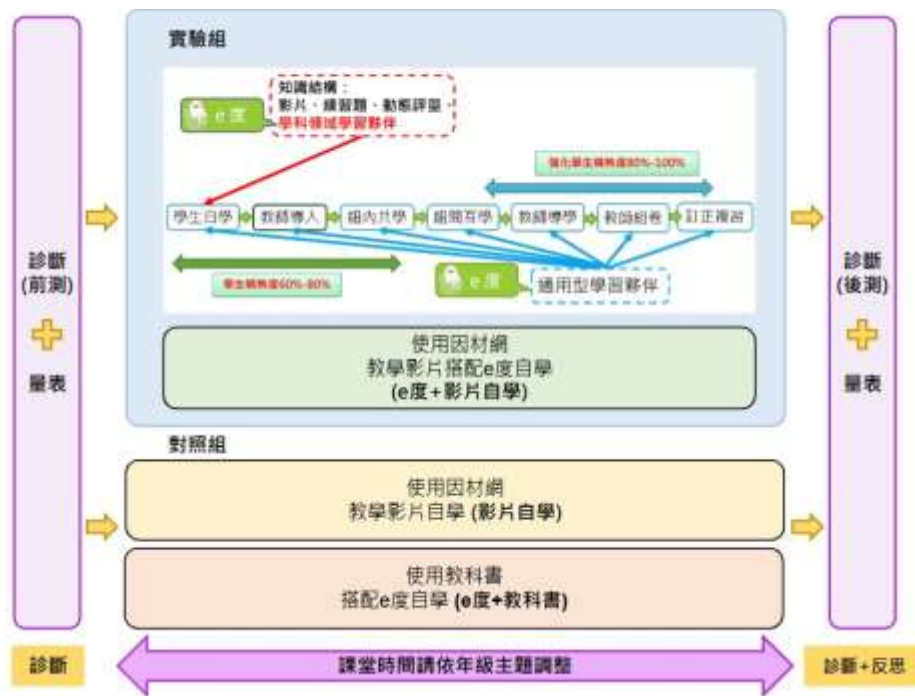 實驗組
知識結構：
影片、練習題、動態評量、
學科領域學習夥伴
e度
強化學生精熟度80%-100%
學生自學
教師導入
組內共學
組間互學
教師導學
教師組卷
訂正複習
學生精熟度60%-80%
e度
適用型學習夥伴
使用因材網
教學影片搭配e度自學
(e度+影片自學)
診斷
(前測)
量表
診斷
(後測)
量表
對照組
使用因材網
教學影片自學 (影片自學)
使用教科書
搭配e度自學 (e度+教科書)
診斷
課堂時間請依年級主題調整
診斷+反思